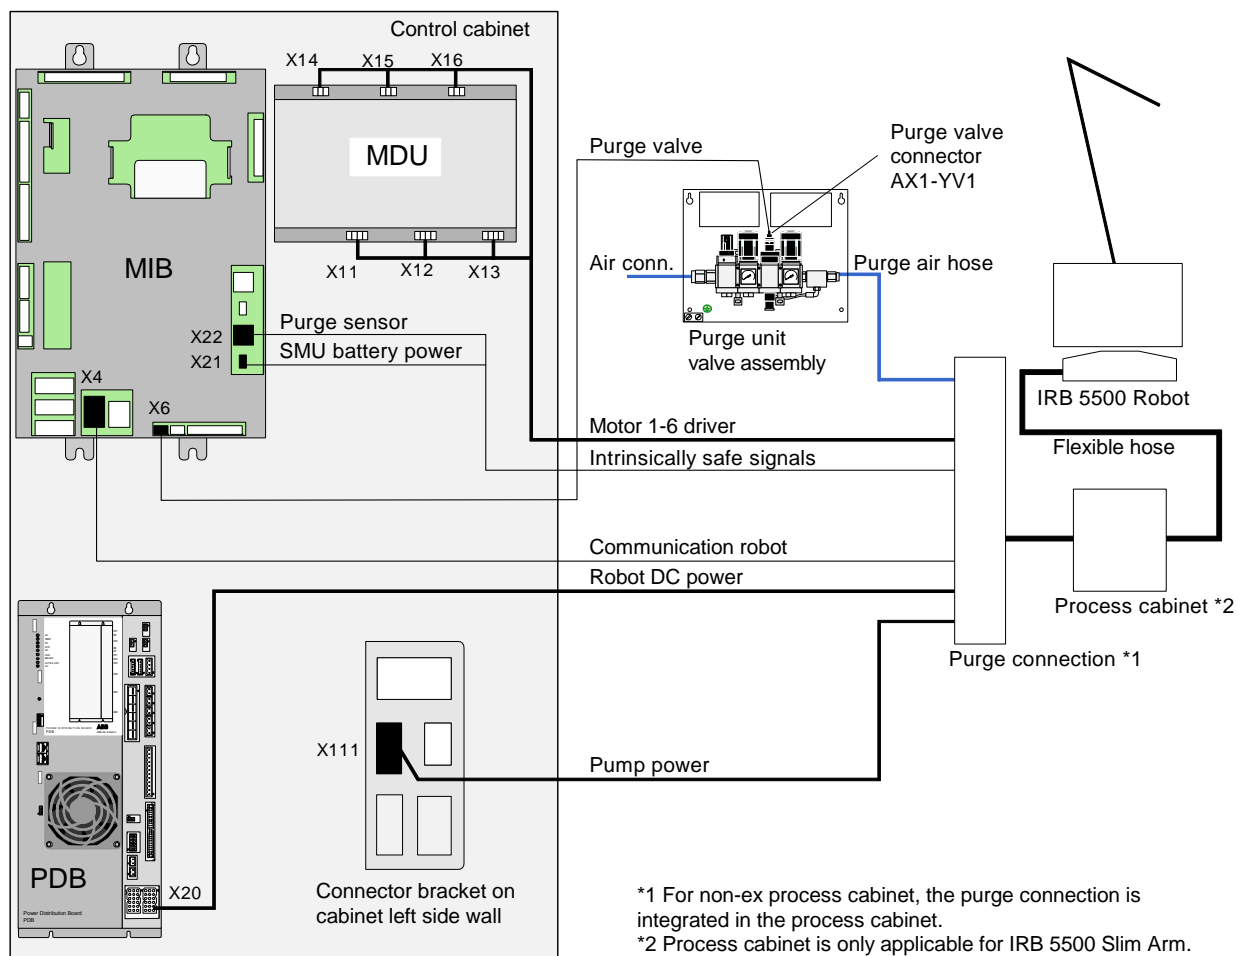 Control cabinet
X14
X15
X16
MDU
MIB
X11
X12
X13
Purge valve
Purge valve
connector
AX1-YV1
Air conn.
Purge air hose
Purge unit
valve assembly
X22
Purge sensor
X21
SMU battery power
X4
X6
IRB 5500 Robot
Flexible hose
Motor 1-6 driver
Intrinsically safe signals
Communication robot
Robot DC power
Process cabinet *2
Purge connection *1
X111
Pump power
ABB
PDB
X20
Power Distribution Board
PDB
Connector bracket on
cabinet left side wall
*1 For non-ex process cabinet, the purge connection is
integrated in the process cabinet.
*2 Process cabinet is only applicable for IRB 5500 Slim Arm.